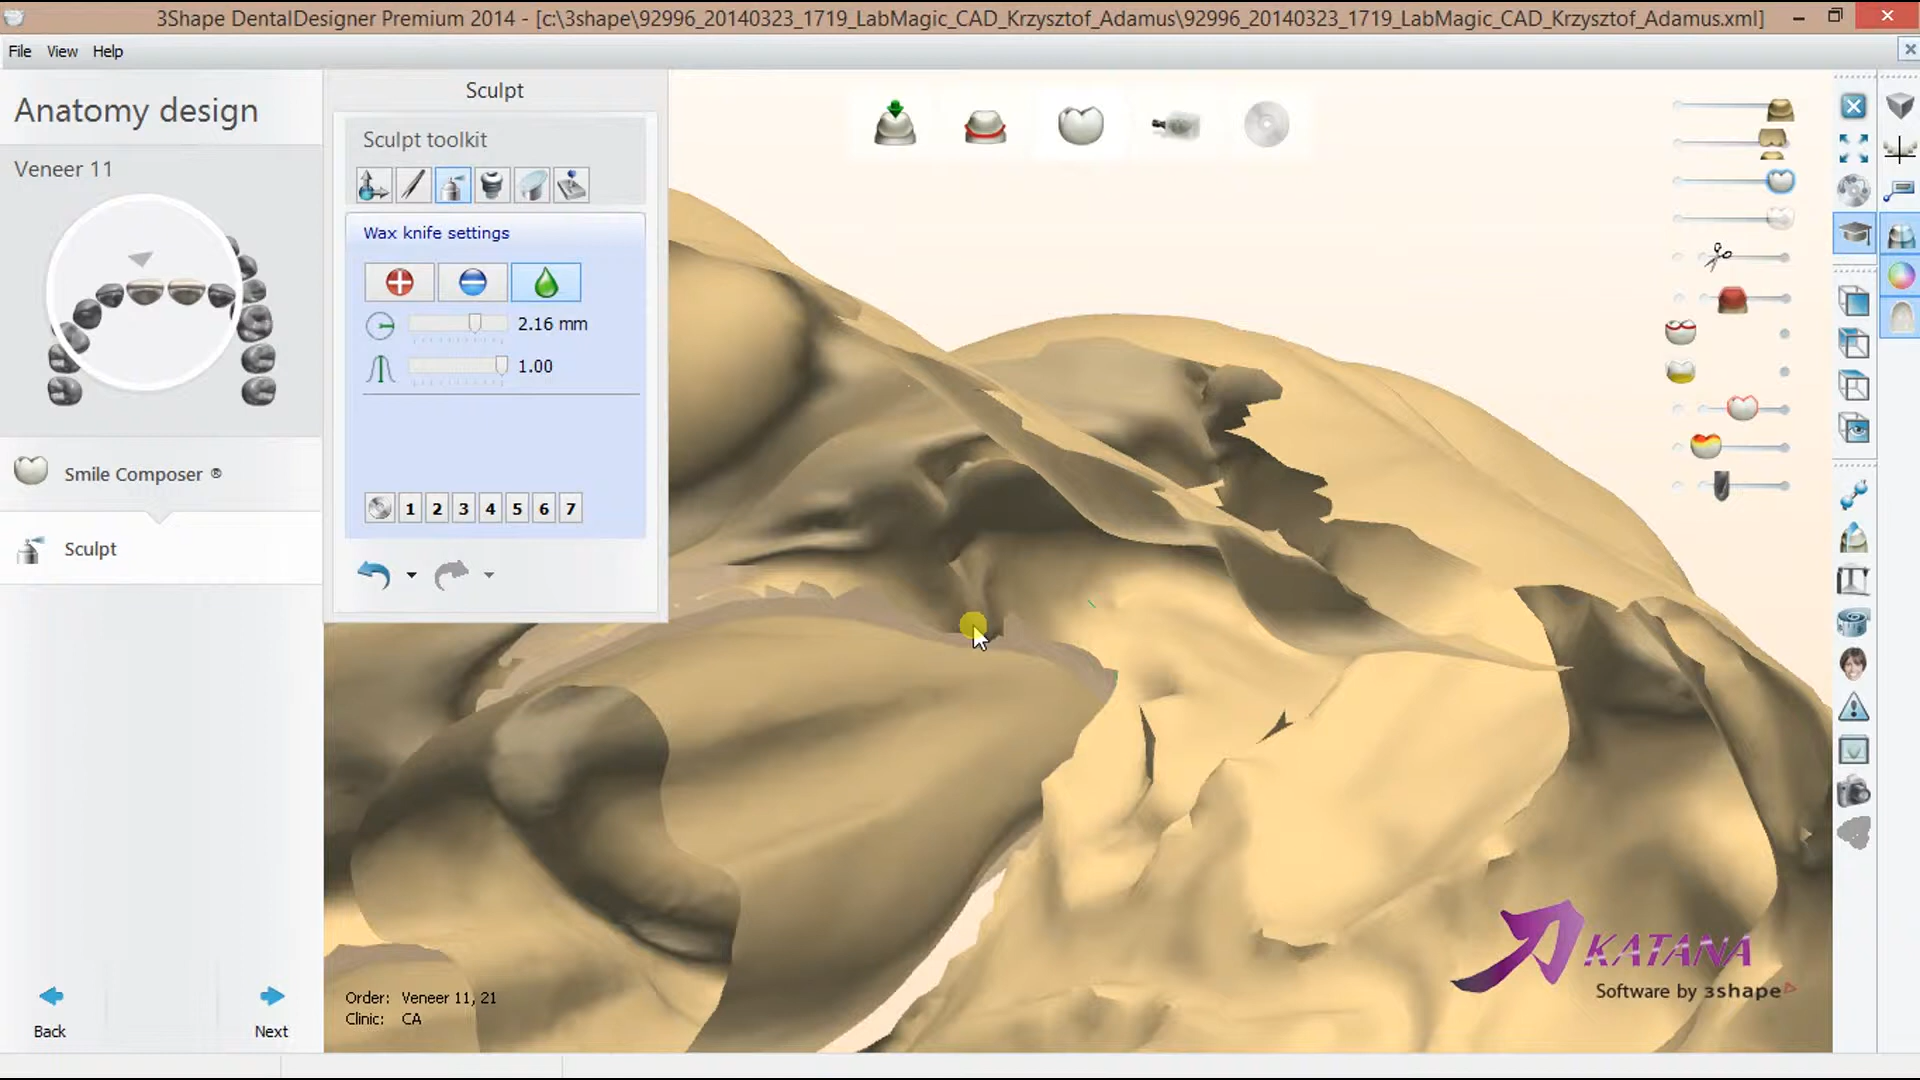 3Shape DentalDesigner Premium 2014 - [c:\3shape\92996_20140323_1719_LabMagic_CAD_Krzysztof_Adamus\92996_20140323_1719_LabMagic_CAD_Krzysztof_Adamus.xml]
File View Help
Anatomy design
Veneer 11
Smile Composer ®
Sculpt
Back
Next
Sculpt
Sculpt toolkit
Wax knife settings
2.16 mm
1.00
1 2 3 4 5 6 7
Order: Veneer 11, 21
Clinic: CA
KATANA
Software by 3shape